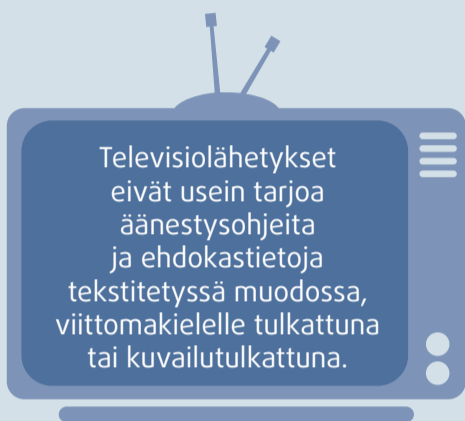 Televisiolähetykset
eivät usein tarjoa
äänestysohjeita
ja ehdokastietoja
tekstitetyssä muodossa,
viittomakielelle tulkattuna
tai kuvailutulkattuna.